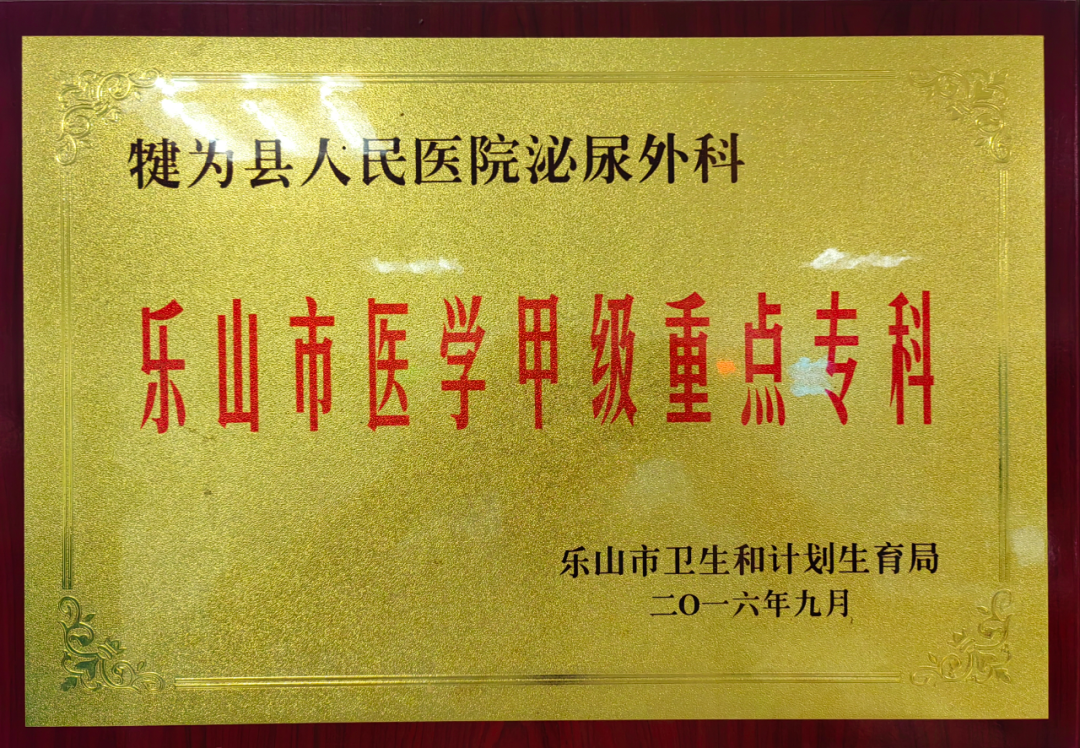 犍为县人民医院泌尿外科
乐山市医学甲级重点专科
乐山市卫生和计划生育局
二O一六年九月